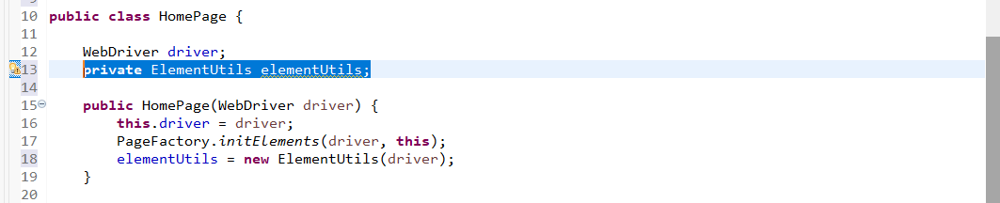 10 public class HomePage {
11
12     WebDriver driver;
13     private ElementUtils elementUtils;
14
15     public HomePage(WebDriver driver) {
16         this.driver = driver;
17         PageFactory.initElements(driver, this);
18         elementUtils = new ElementUtils(driver);
19     }
20